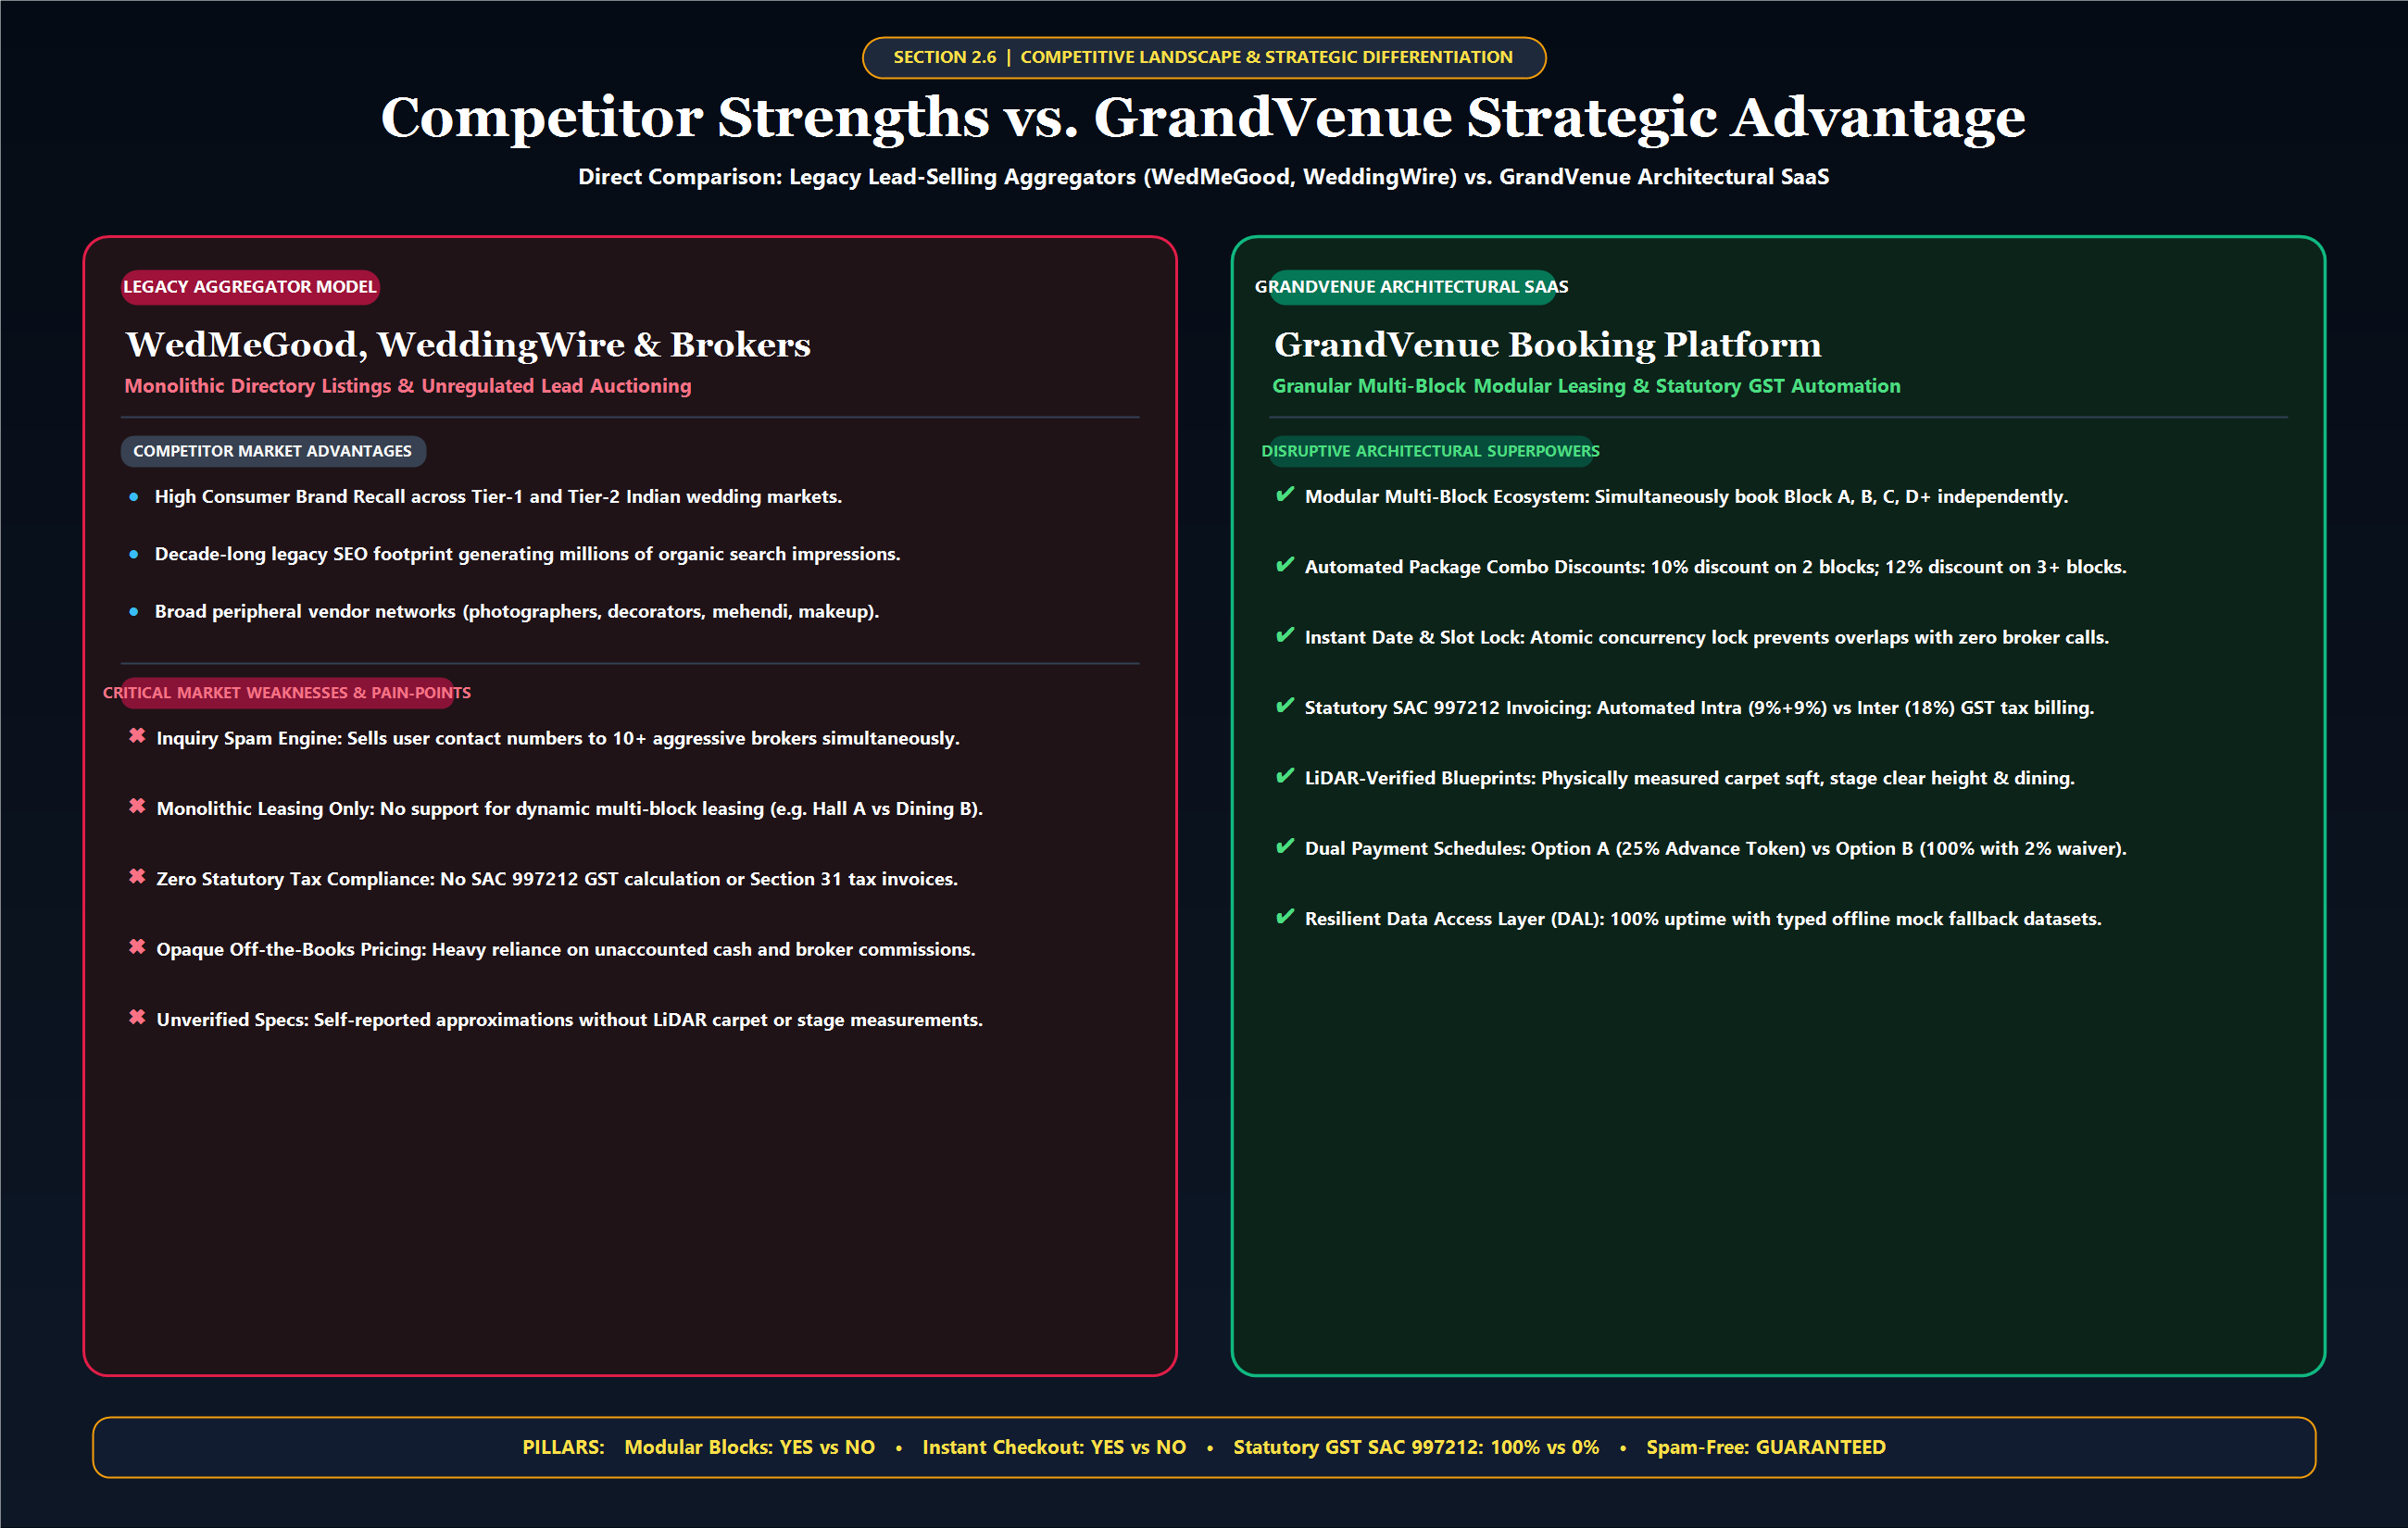 SECTION 2.6 | COMPETITIVE LANDSCAPE & STRATEGIC DIFFERENTIATION
Competitor Strengths vs. GrandVenue Strategic Advantage
Direct Comparison: Legacy Lead-Selling Aggregators (WedMeGood, WeddingWire) vs. GrandVenue Architectural SaaS
LEGACY AGGREGATOR MODEL
WedMeGood, WeddingWire & Brokers
Monolithic Directory Listings & Unregulated Lead Auctioning
COMPETITOR MARKET ADVANTAGES
● High Consumer Brand Recall across Tier-1 and Tier-2 Indian wedding markets.
● Decade-long legacy SEO footprint generating millions of organic search impressions.
● Broad peripheral vendor networks (photographers, decorators, mehendi, makeup).
CRITICAL MARKET WEAKNESSES & PAIN-POINTS
✖ Inquiry Spam Engine: Sells user contact numbers to 10+ aggressive brokers simultaneously.
✖ Monolithic Leasing Only: No support for dynamic multi-block leasing (e.g. Hall A vs Dining B).
✖ Zero Statutory Tax Compliance: No SAC 997212 GST calculation or Section 31 tax invoices.
✖ Opaque Off-the-Books Pricing: Heavy reliance on unaccounted cash and broker commissions.
✖ Unverified Specs: Self-reported approximations without LiDAR carpet or stage measurements.
GRANDVENUE ARCHITECTURAL SAAS
GrandVenue Booking Platform
Granular Multi-Block Modular Leasing & Statutory GST Automation
DISRUPTIVE ARCHITECTURAL SUPERPOWERS
✔ Modular Multi-Block Ecosystem: Simultaneously book Block A, B, C, D+ independently.
✔ Automated Package Combo Discounts: 10% discount on 2 blocks; 12% discount on 3+ blocks.
✔ Instant Date & Slot Lock: Atomic concurrency lock prevents overlaps with zero broker calls.
✔ Statutory SAC 997212 Invoicing: Automated Intra (9%+9%) vs Inter (18%) GST tax billing.
✔ LiDAR-Verified Blueprints: Physically measured carpet sqft, stage clear height & dining.
✔ Dual Payment Schedules: Option A (25% Advance Token) vs Option B (100% with 2% waiver).
✔ Resilient Data Access Layer (DAL): 100% uptime with typed offline mock fallback datasets.
PILLARS: Modular Blocks: YES vs NO • Instant Checkout: YES vs NO • Statutory GST SAC 997212: 100% vs 0% • Spam-Free: GUARANTEED